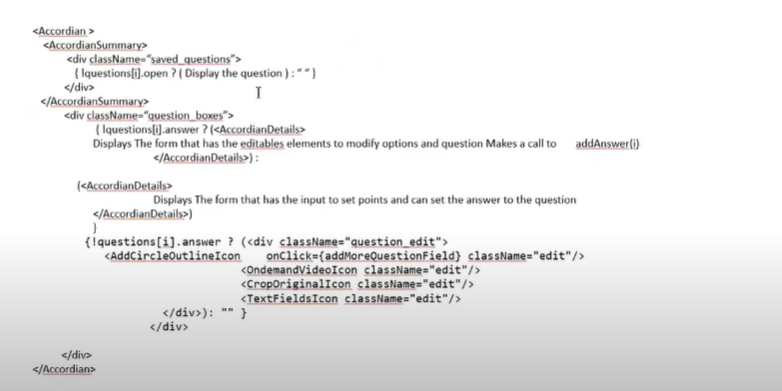 <Accordian >
<AccordianSummary>
<div className="saved_questions">
{ !questions[i].open ? ( Display the question ) : " " }
</div>
</AccordianSummary>
<div className="question_boxes">
{ !questions[i].answer ? (<AccordianDetails>
Displays The form that has the editables elements to modify options and question Makes a call to addAnswer(i)
</AccordianDetails>) :
(<AccordianDetails>
Displays The form that has the input to set points and can set the answer to the question
</AccordianDetails>)
}
{!questions[i].answer ? (<div className="question_edit">
<AddCircleOutlineIcon onClick={addMoreQuestionField} className="edit"/>
<OndemandVideoIcon className="edit"/>
<CropOriginalIcon className="edit"/>
<TextFieldsIcon className="edit"/>
</div>): "" }
</div>
</div>
</Accordian>